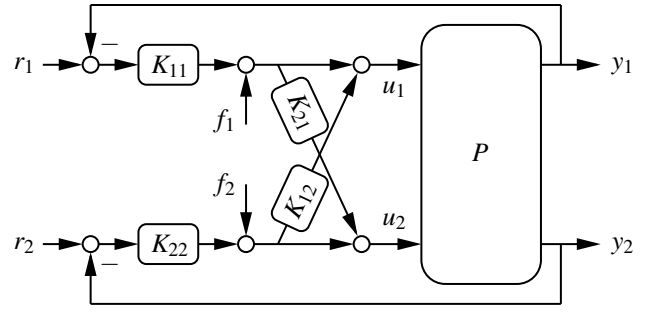 r₁ − K₁₁ u₁ y₁
f₁ K₂₁
P
f₂ K₁₂
r₂ − K₂₂ u₂ y₂